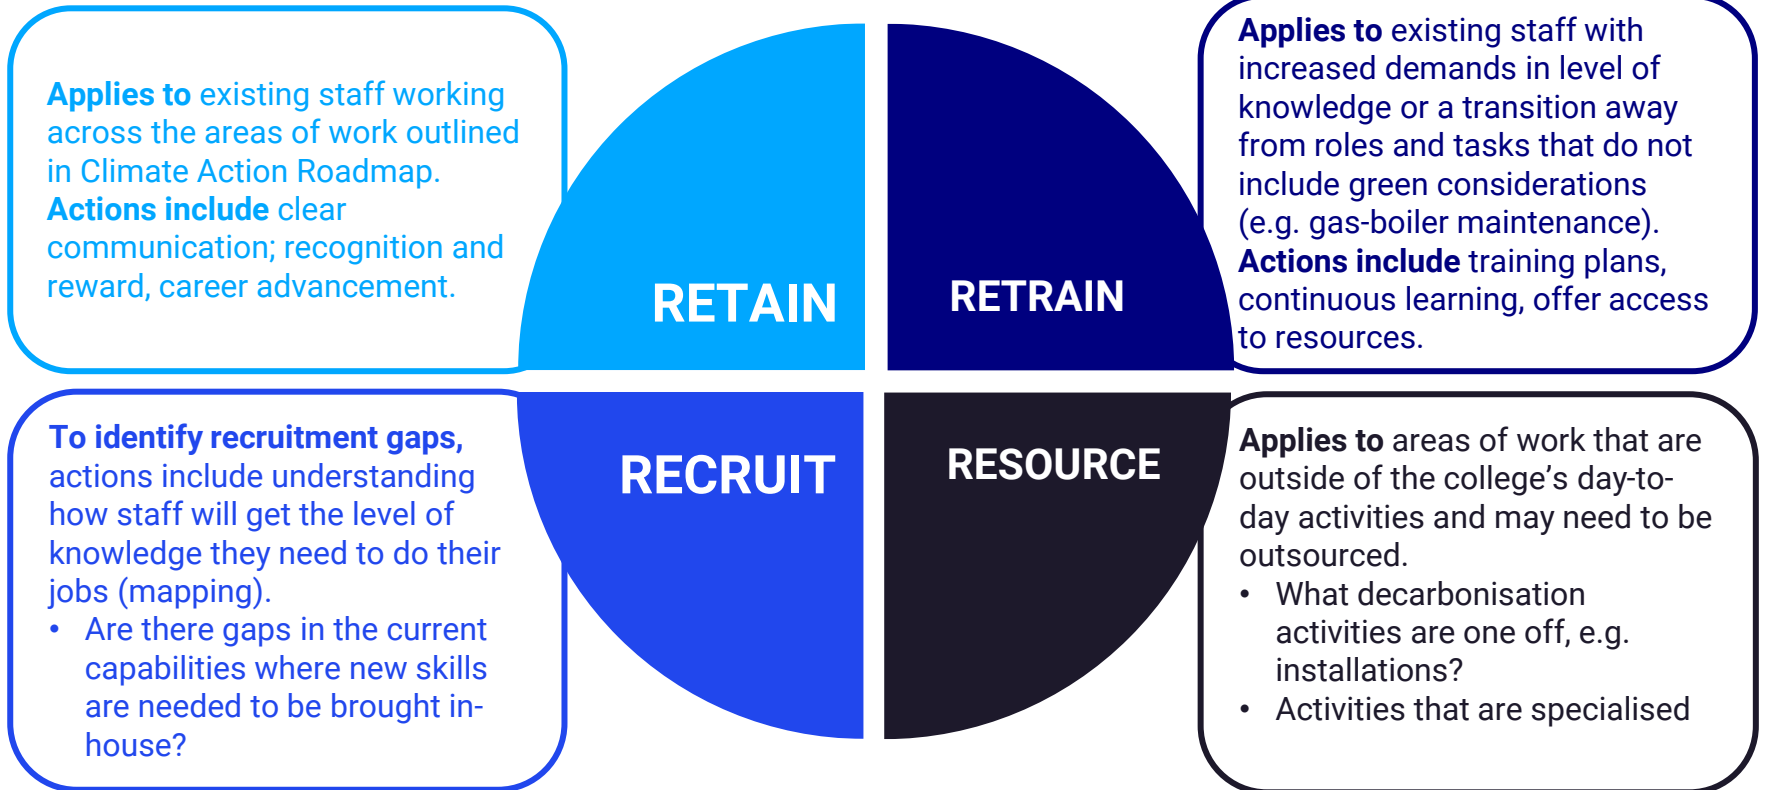 Applies to existing staff working
across the areas of work outlined
in Climate Action Roadmap.
Actions include clear
communication; recognition and
reward, career advancement.
RETAIN
RETRAIN
Applies to existing staff with
increased demands in level of
knowledge or a transition away
from roles and tasks that do not
include green considerations
(e.g. gas-boiler maintenance).
Actions include training plans,
continuous learning, offer access
to resources.
To identify recruitment gaps,
actions include understanding
how staff will get the level of
knowledge they need to do their
jobs (mapping).
• Are there gaps in the current
capabilities where new skills
are needed to be brought in-
house?
RECRUIT
RESOURCE
Applies to areas of work that are
outside of the college’s day-to-
day activities and may need to be
outsourced.
• What decarbonisation
activities are one off, e.g.
installations?
• Activities that are specialised